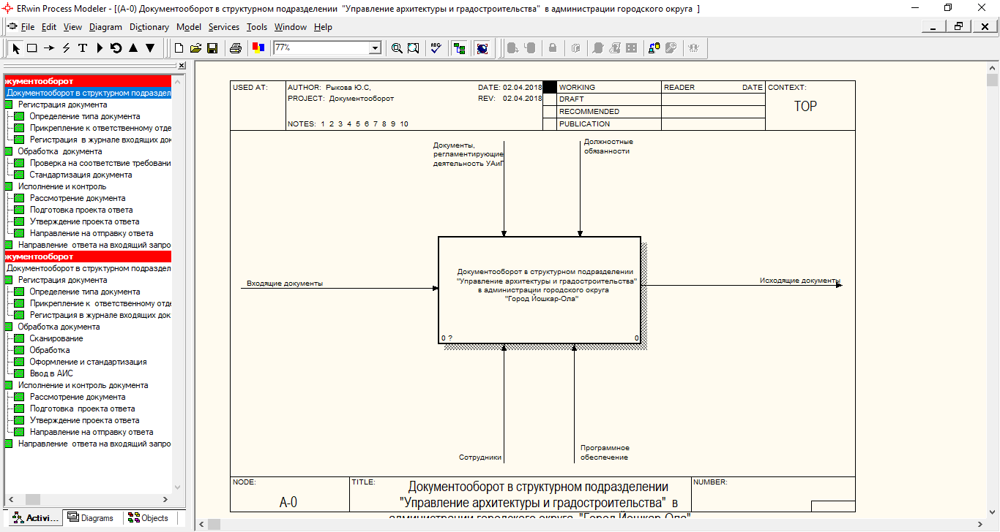 ERwin Process Modeler - [(A-0) Документооборот в структурном подразделении "Управление архитектуры и градостроительства" в администрации городского округа ]
File Edit View Diagram Dictionary Model Services Tools Window Help
77%
ABC
окументооборот
Документооборот в структурном подраздел
Регистрация документа
Определение типа документа
Прикрепление к ответственному отде
Регистрация в журнале входящих док
Обработка документа
Проверка на соответствие требовани
Стандартизация документа
Исполнение и контроль
Рассмотрение документа
Подготовка проекта ответа
Утверждение проекта ответа
Направление на отправку ответа
Направление ответа на входящий запро
окументооборот
Документооборот в структурном подраздел
Регистрация документа
Определение типа документа
Прикрепление к ответственному отде
Регистрация в журнале входящих док
Обработка документа
Сканирование
Обработка
Оформление и стандартизация
Ввод в АИС
Исполнение и контроль документа
Рассмотрение документа
Подготовка проекта ответа
Утверждение проекта ответа
Направление на отправку ответа
Направление ответа на входящий запро
Activi... Diagrams Objects
USED AT:
AUTHOR: Рыкова Ю.С, DATE: 02.04.2018
PROJECT: Документооборот REV: 02.04.2018
NOTES: 1 2 3 4 5 6 7 8 9 10
WORKING
DRAFT
RECOMMENDED
PUBLICATION
READER DATE
CONTEXT:
TOP
Документы,
регламентирующие
деятельность УАиГ
Должностные
обязанности
Входящие документы
Документооборот в структурном подразделении
"Управление архитектуры и градостроительства"
в администрации городского округа
"Город Йошкар-Ола"
0 ? 0
Исходящие документы
Сотрудники
Программное
обеспечение
NODE:
A-0
TITLE:
Документооборот в структурном подразделении
"Управление архитектуры и градостроительства" в
администрации городского округа "Город Йошкар-Ола"
NUMBER: